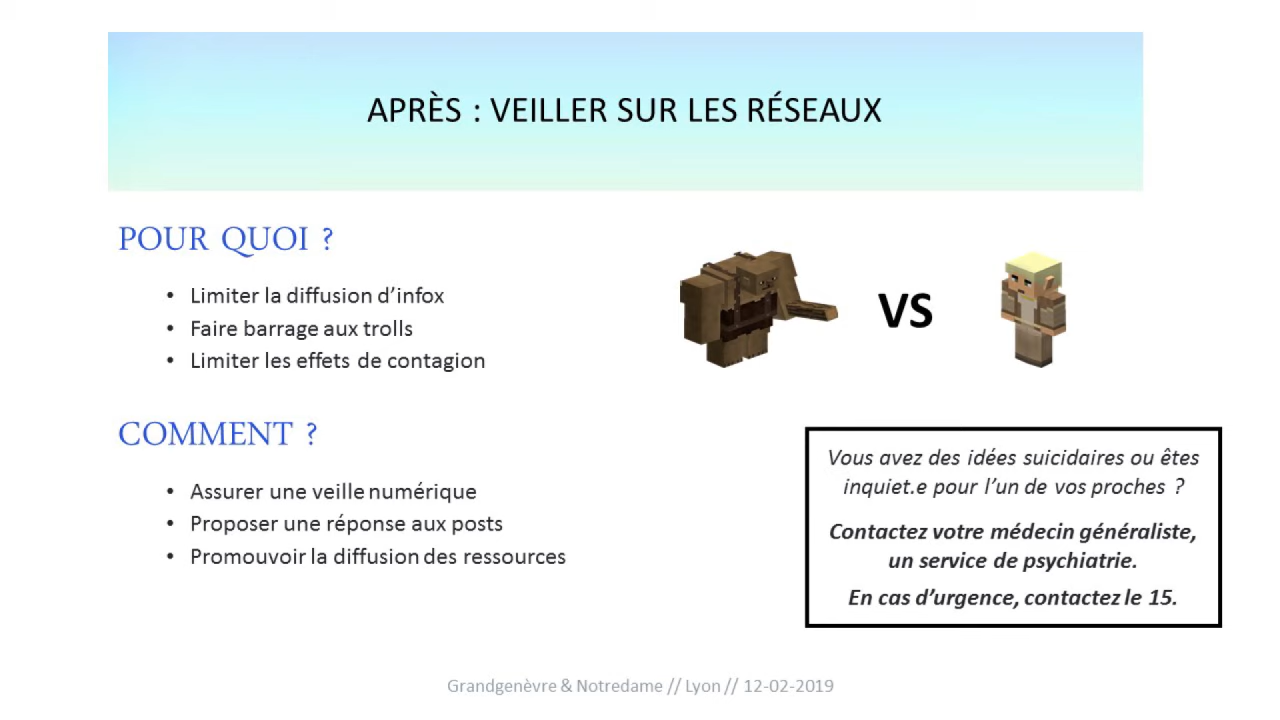 APRÈS : VEILLER SUR LES RÉSEAUX
POUR QUOI ?
• Limiter la diffusion d’infox
• Faire barrage aux trolls
• Limiter les effets de contagion
VS
COMMENT ?
• Assurer une veille numérique
• Proposer une réponse aux posts
• Promouvoir la diffusion des ressources
Vous avez des idées suicidaires ou êtes
inquiet.e pour l’un de vos proches ?
Contactez votre médecin généraliste,
un service de psychiatrie.
En cas d’urgence, contactez le 15.
Grandgenèvre & Notredame // Lyon // 12-02-2019